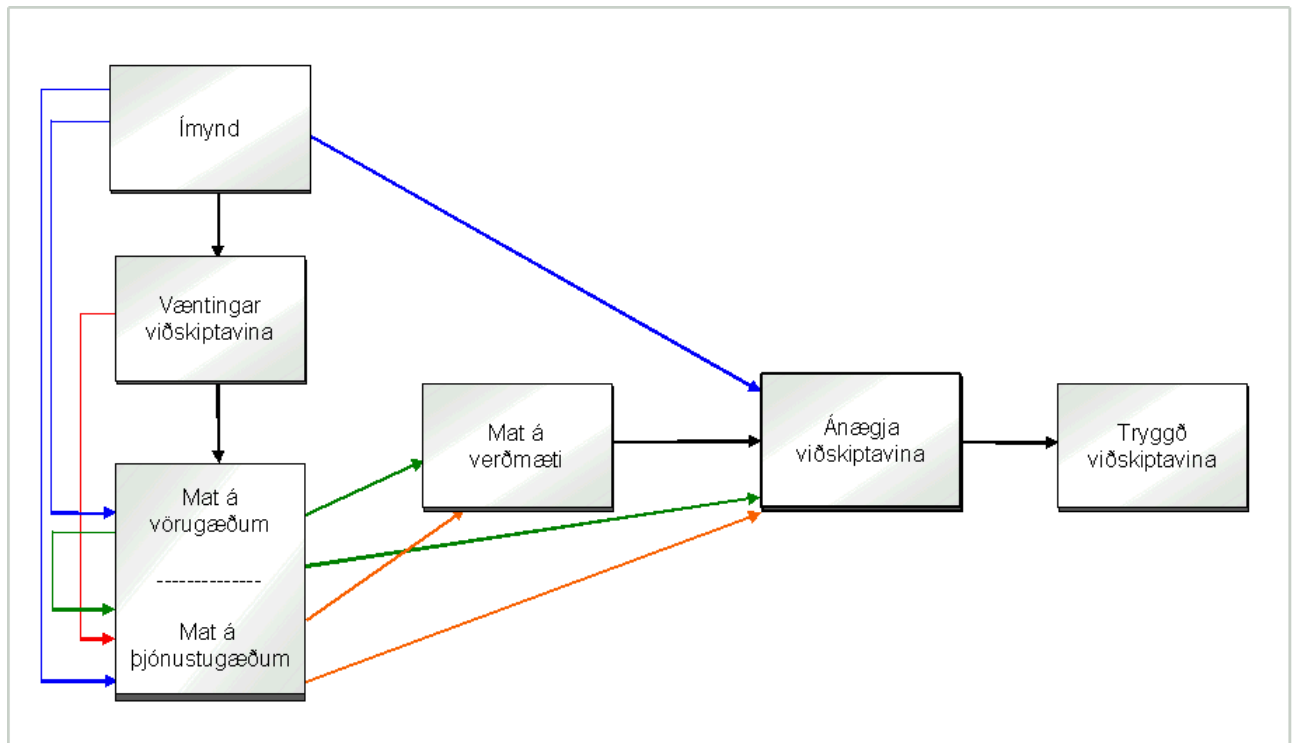 Ímynd
Væntingar
viðskiptavina
Mat á
vörugæðum
--------------
Mat á
þjónustugæðum
Mat á
verðmæti
Ánægja
viðskiptavina
Tryggð
viðskiptavina